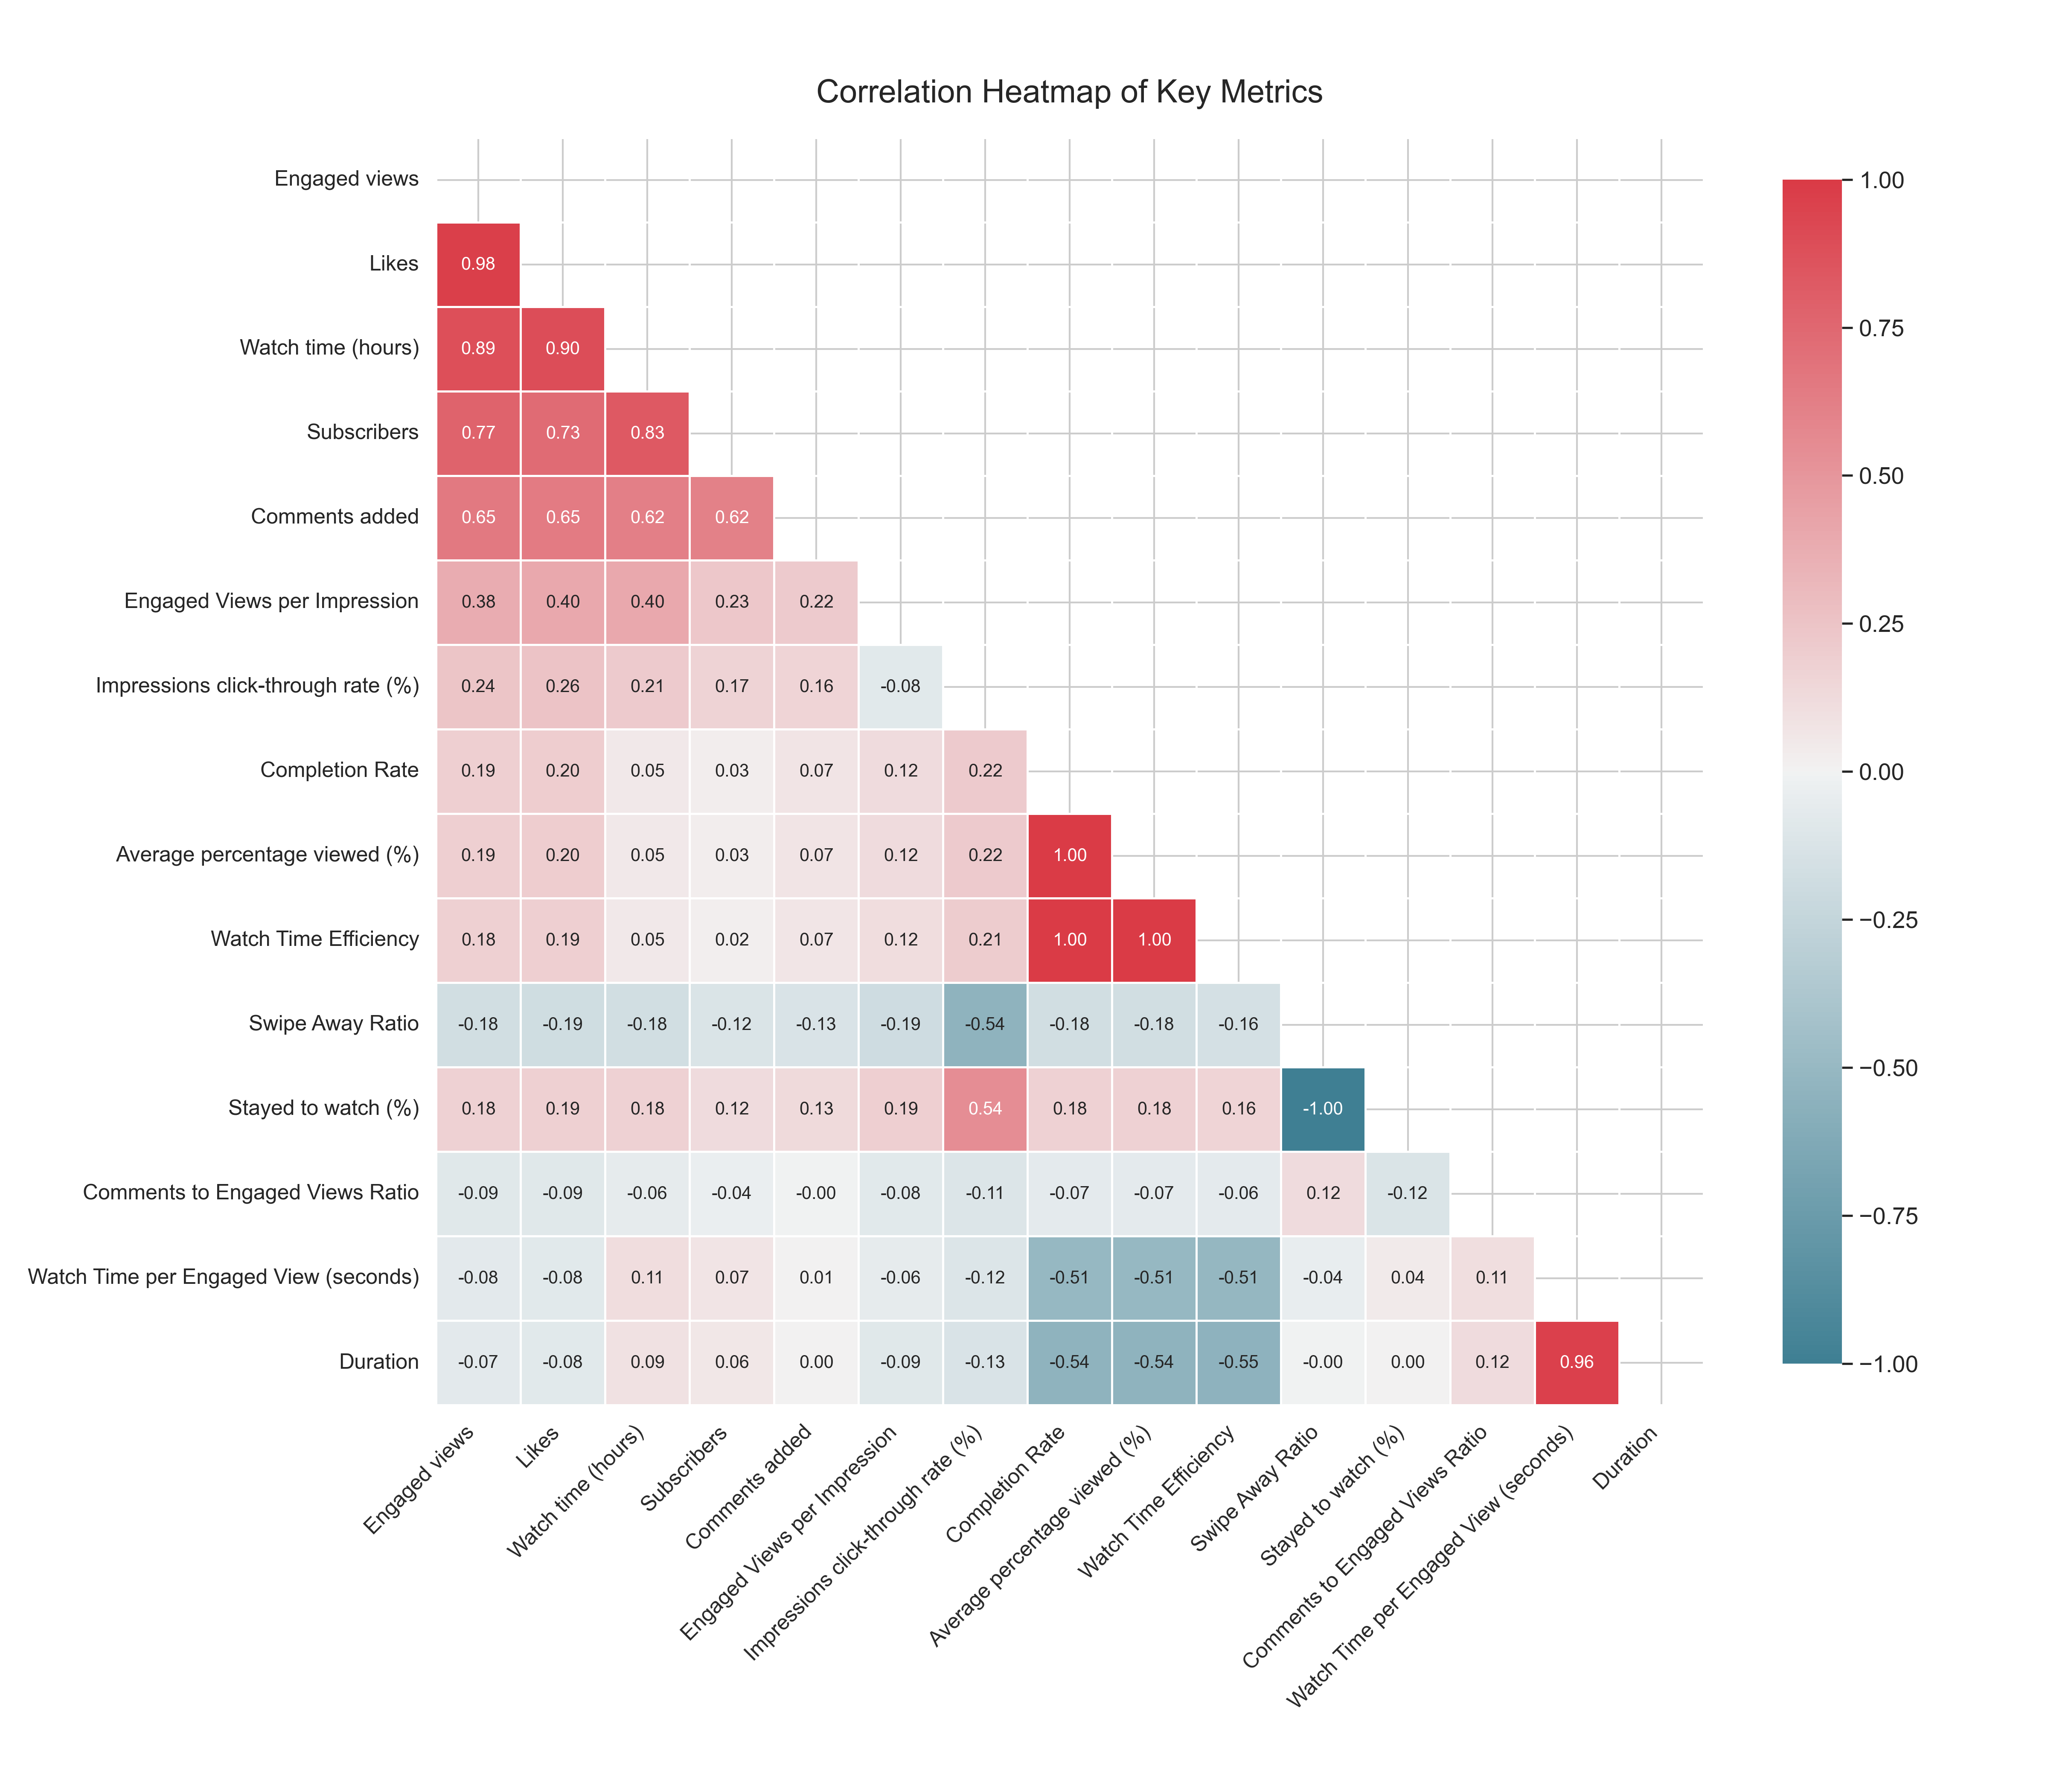 Correlation Heatmap of Key Metrics
Engaged views
Likes 0.98
Watch time (hours) 0.89 0.90
Subscribers 0.77 0.73 0.83
Comments added 0.65 0.65 0.62 0.62
Engaged Views per Impression 0.38 0.40 0.40 0.23 0.22
Impressions click-through rate (%) 0.24 0.26 0.21 0.17 0.16 -0.08
Completion Rate 0.19 0.20 0.05 0.03 0.07 0.12 0.22
Average percentage viewed (%) 0.19 0.20 0.05 0.03 0.07 0.12 0.22 1.00
Watch Time Efficiency 0.18 0.19 0.05 0.02 0.07 0.12 0.21 1.00 1.00
Swipe Away Ratio -0.18 -0.19 -0.18 -0.12 -0.13 -0.19 -0.54 -0.18 -0.18 -0.16
Stayed to watch (%) 0.18 0.19 0.18 0.12 0.13 0.19 0.54 0.18 0.18 0.16 -1.00
Comments to Engaged Views Ratio -0.09 -0.09 -0.06 -0.04 -0.00 -0.08 -0.11 -0.07 -0.07 -0.06 0.12 -0.12
Watch Time per Engaged View (seconds) -0.08 -0.08 0.11 0.07 0.01 -0.06 -0.12 -0.51 -0.51 -0.51 -0.04 0.04 0.11
Duration -0.07 -0.08 0.09 0.06 0.00 -0.09 -0.13 -0.54 -0.54 -0.55 -0.00 0.00 0.12 0.96
Engaged views
Likes
Watch time (hours)
Subscribers
Comments added
Engaged Views per Impression
Impressions click-through rate (%)
Completion Rate
Average percentage viewed (%)
Watch Time Efficiency
Swipe Away Ratio
Stayed to watch (%)
Comments to Engaged Views Ratio
Watch Time per Engaged View (seconds)
Duration
1.00
0.75
0.50
0.25
0.00
−0.25
−0.50
−0.75
−1.00